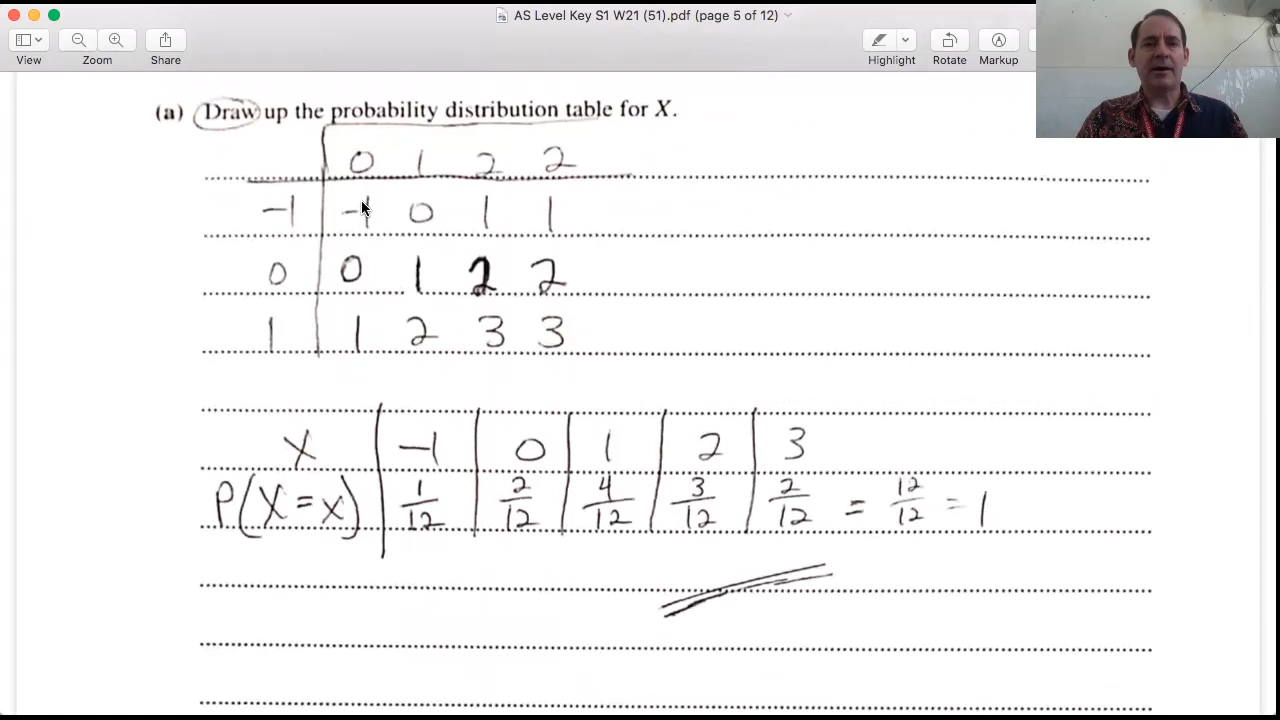 AS Level Key S1 W21 (51).pdf (page 5 of 12)
View Zoom Share Highlight Rotate Markup
(a) Draw up the probability distribution table for X.
0 1 2 2
-1 -1 0 1 1
0 0 1 2 2
1 1 2 3 3
X -1 0 1 2 3
P(X=x) 1/12 2/12 4/12 3/12 2/12 = 12/12 = 1